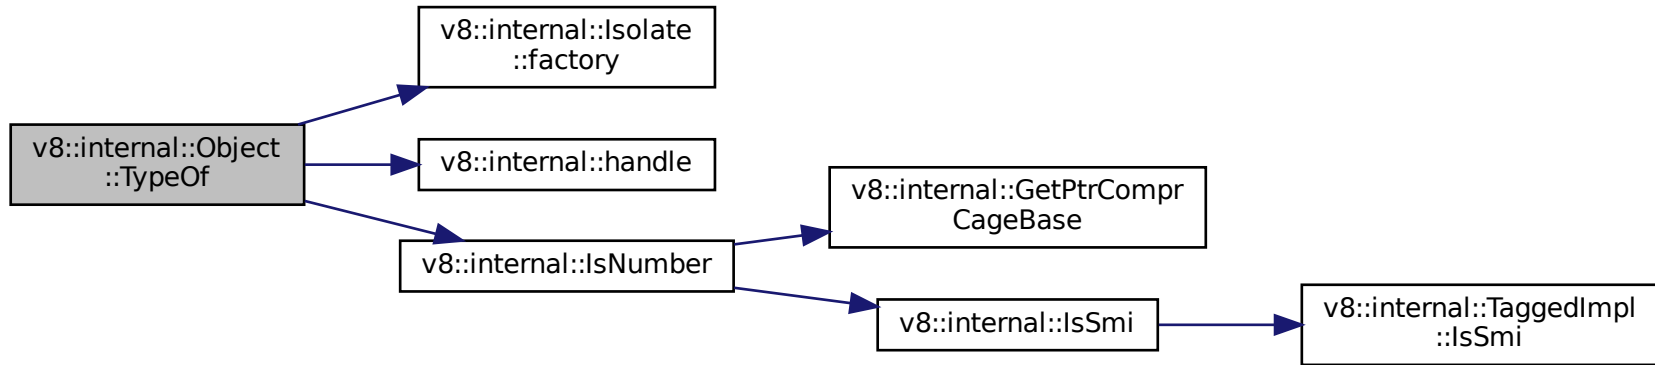 v8::internal::Object
::TypeOf
v8::internal::Isolate
::factory
v8::internal::handle
v8::internal::IsNumber
v8::internal::GetPtrCompr
CageBase
v8::internal::IsSmi
v8::internal::TaggedImpl
::IsSmi